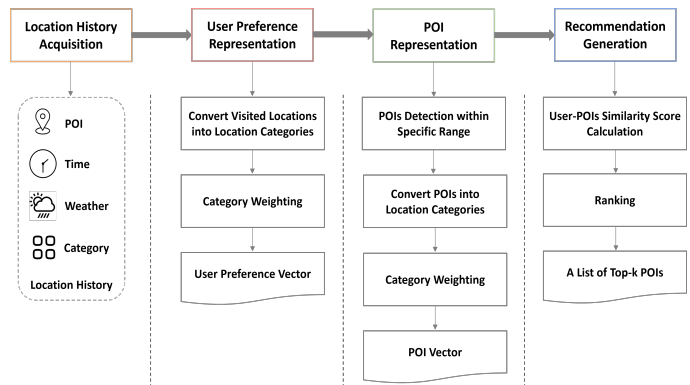 Location History
Acquisition
User Preference
Representation
POI
Representation
Recommendation
Generation
POI
Time
Weather
Category
Location History
Convert Visited Locations
into Location Categories
Category Weighting
User Preference Vector
POIs Detection within
Specific Range
Convert POIs into
Location Categories
Category Weighting
POI Vector
User-POIs Similarity Score
Calculation
Ranking
A List of Top-k POIs